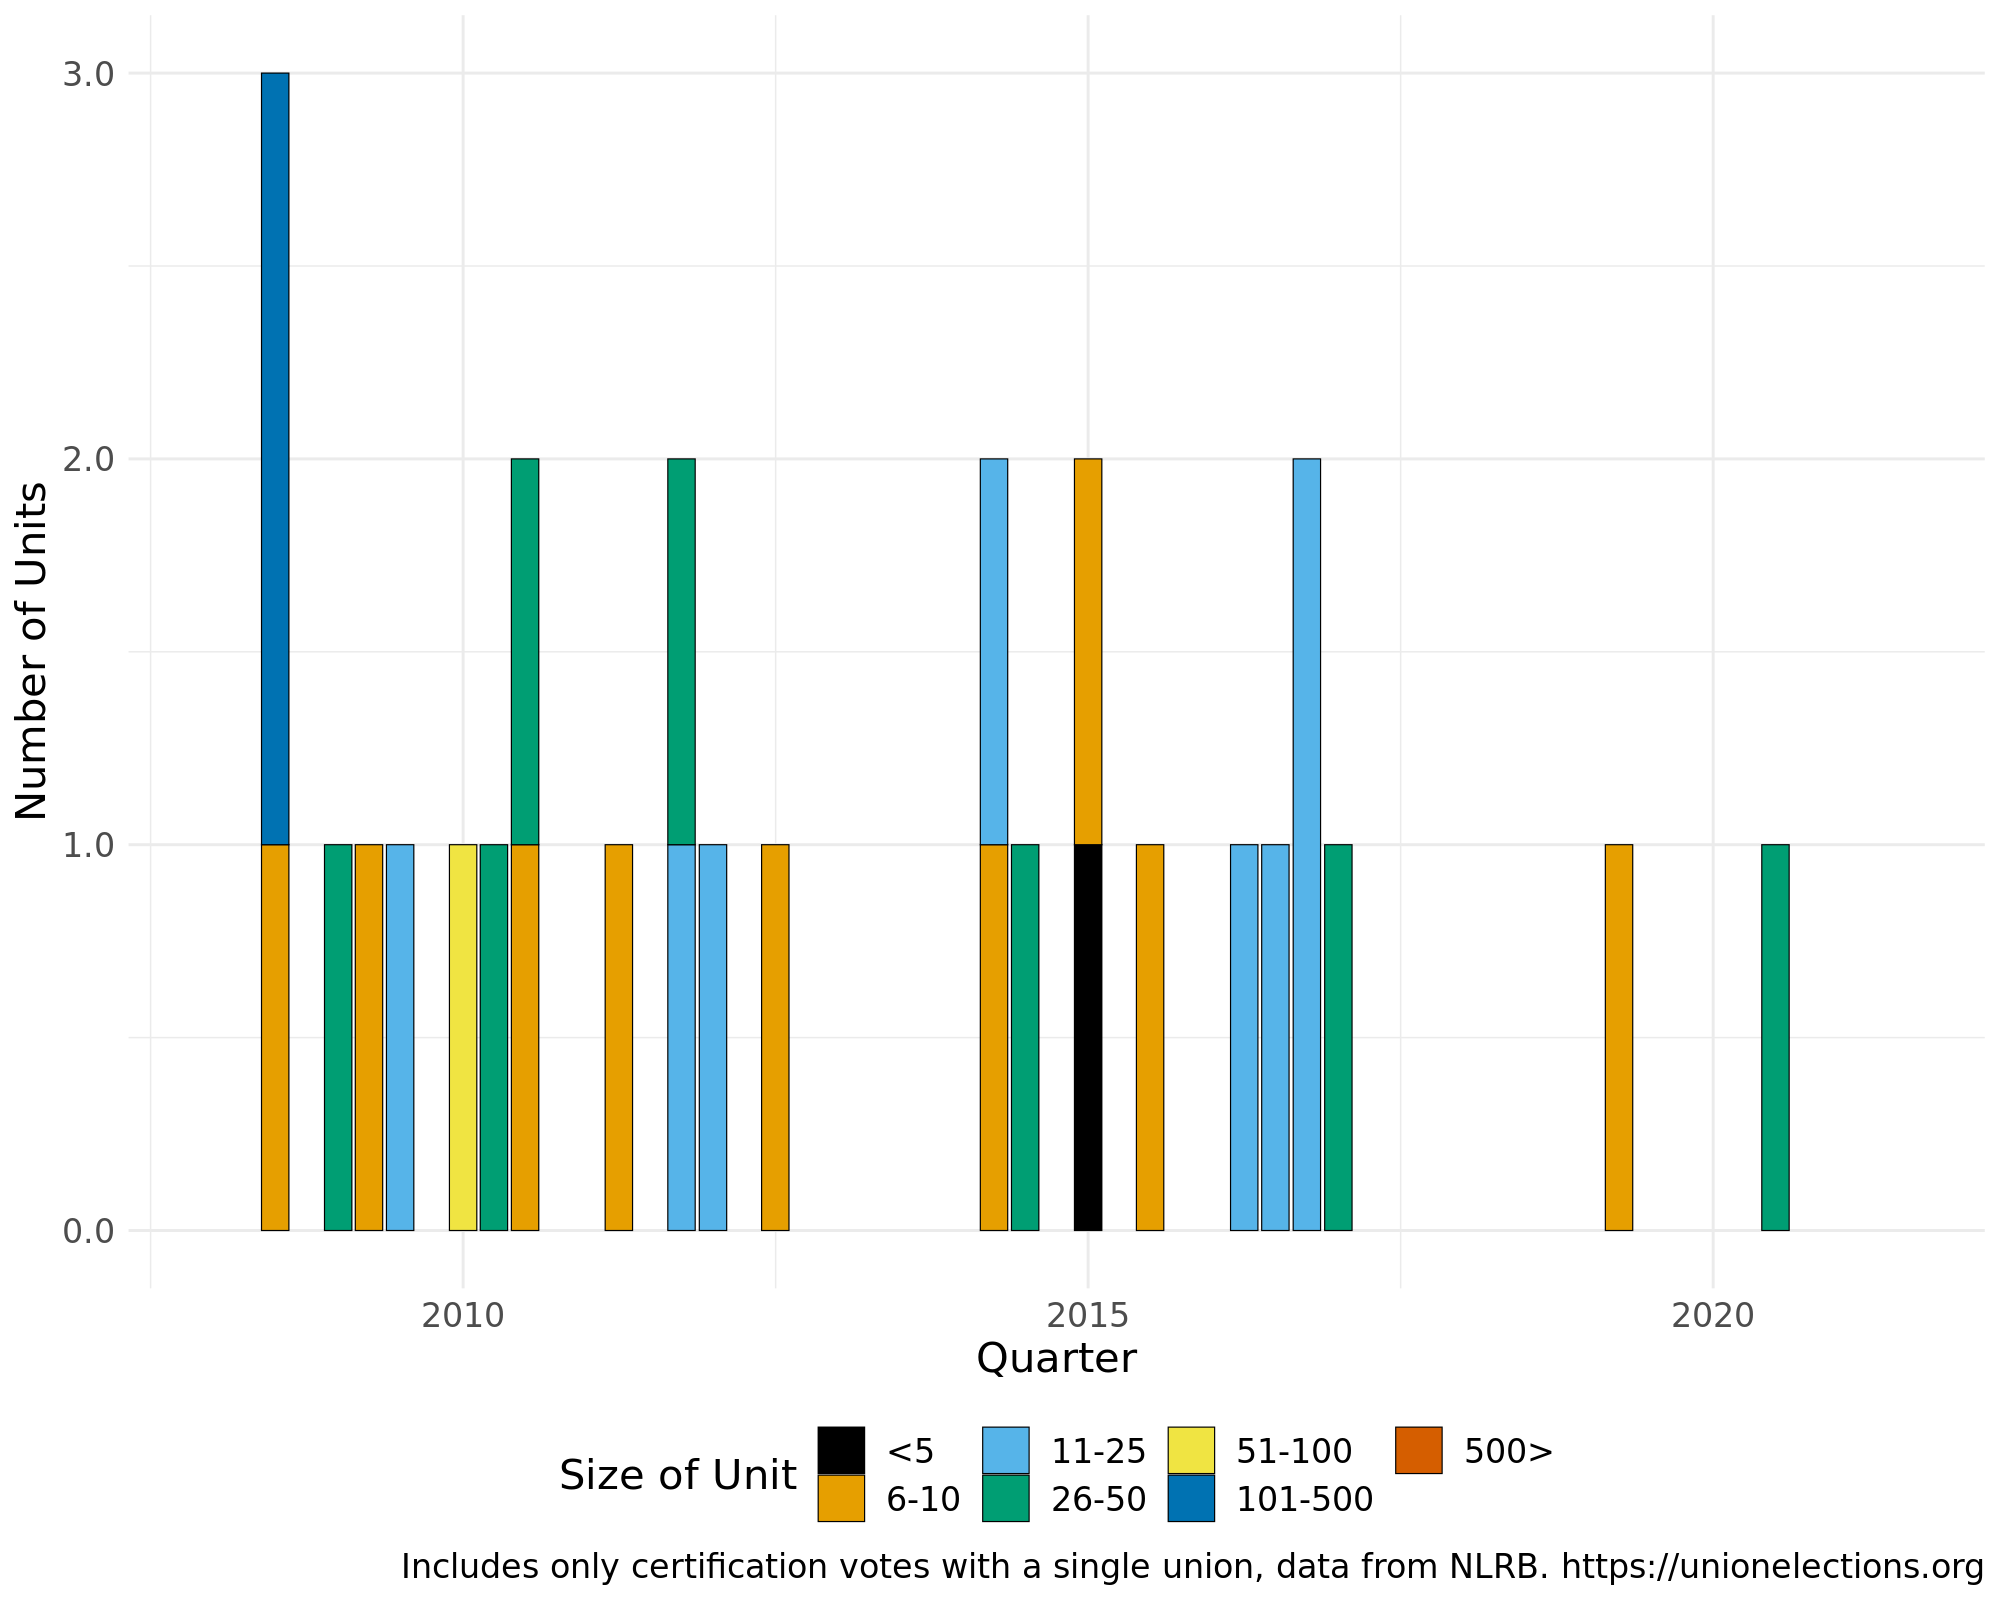 3.0
2.0
1.0
0.0
Number of Units
2010 2015 2020
Quarter
Size of Unit
<5 11-25 51-100 500>
6-10 26-50 101-500
Includes only certification votes with a single union, data from NLRB. https://unionelections.org